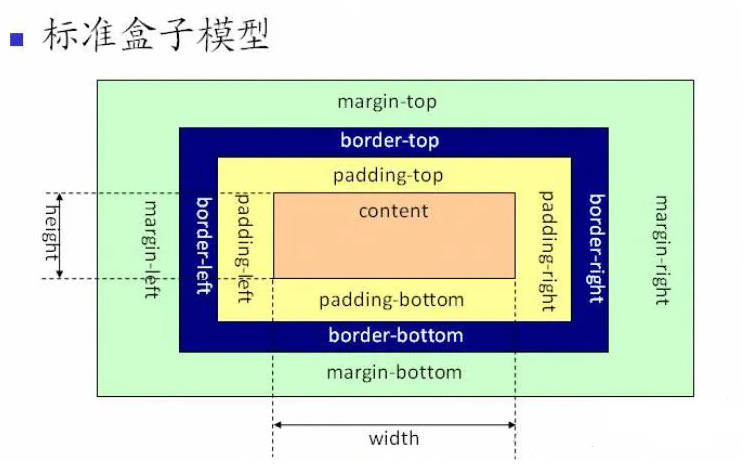 标准盒子模型
margin-top
border-top
padding-top
content
height
margin-left
border-left
padding-left
padding-right
border-right
margin-right
padding-bottom
border-bottom
margin-bottom
width